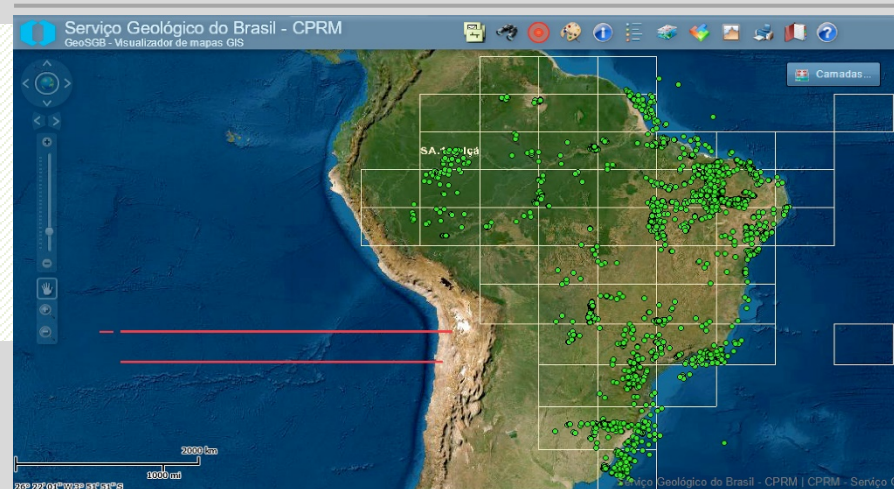 Serviço Geológico do Brasil - CPRM
GeoSGB - Visualizador de mapas GIS
Camadas...
2000 km
1000 mi
Serviço Geológico do Brasil - CPRM | CPRM - Serviço